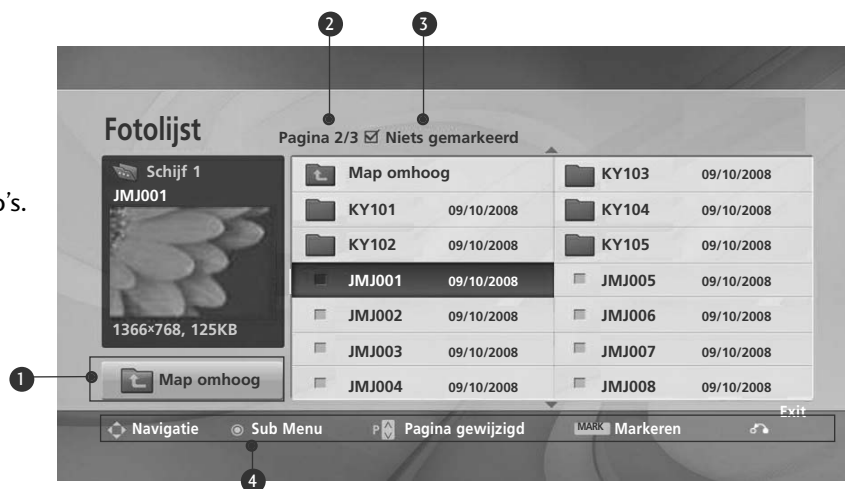 2 3
Fotolijst
Pagina 2/3 ☑ Niets gemarkeerd
Schijf 1
JMJ001
1366×768, 125KB
o's.
Map omhoog
KY101 09/10/2008
KY102 09/10/2008
JMJ001 09/10/2008
JMJ002 09/10/2008
JMJ003 09/10/2008
JMJ004 09/10/2008
KY103 09/10/2008
KY104 09/10/2008
KY105 09/10/2008
JMJ005 09/10/2008
JMJ006 09/10/2008
JMJ007 09/10/2008
JMJ008 09/10/2008
1
Map omhoog
Exit
Navigatie Sub Menu P Pagina gewijzigd MARK Markeren
4